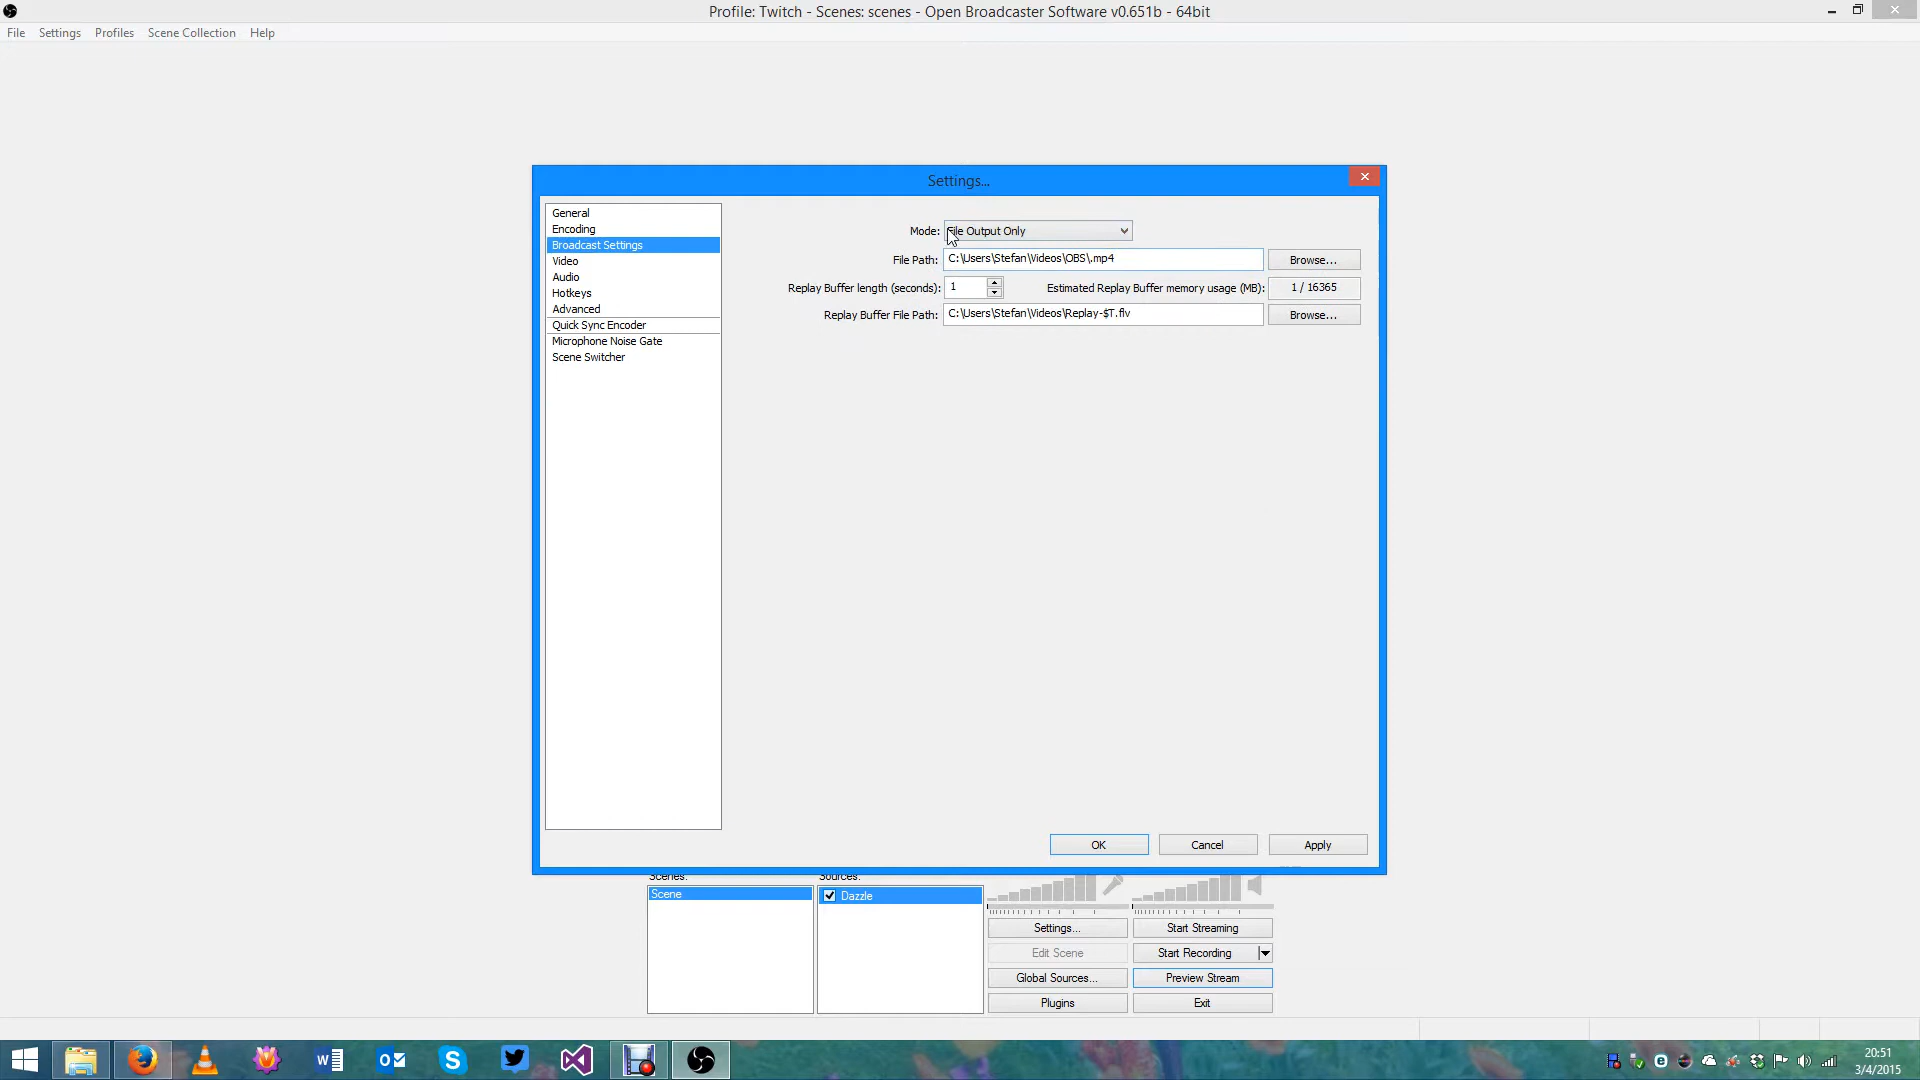 Profile: Twitch - Scenes: scenes - Open Broadcaster Software v0.651b - 64bit
File Settings Profiles Scene Collection Help
Settings...
General
Encoding
Broadcast Settings
Video
Audio
Hotkeys
Advanced
Quick Sync Encoder
Microphone Noise Gate
Scene Switcher
Mode: File Output Only
File Path: C:\Users\Stefan\Videos\OBS\.mp4 Browse...
Replay Buffer length (seconds): 1 Estimated Replay Buffer memory usage (MB): 1 / 16365
Replay Buffer File Path: C:\Users\Stefan\Videos\Replay-$T.flv Browse...
OK Cancel Apply
Scenes: Sources:
Scene
Dazzle
Settings... Start Streaming
Edit Scene Start Recording
Global Sources... Preview Stream
Plugins Exit
20:51
3/4/2015